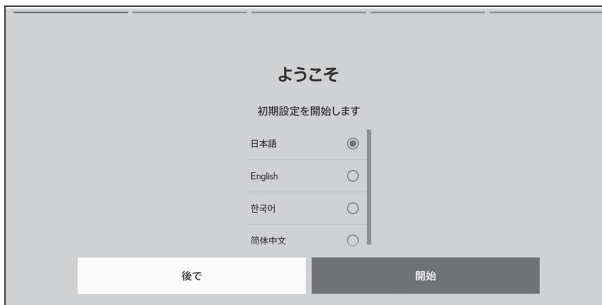 ようこそ
初期設定を開始します
日本語
English
한국어
简体中文
後で
開始